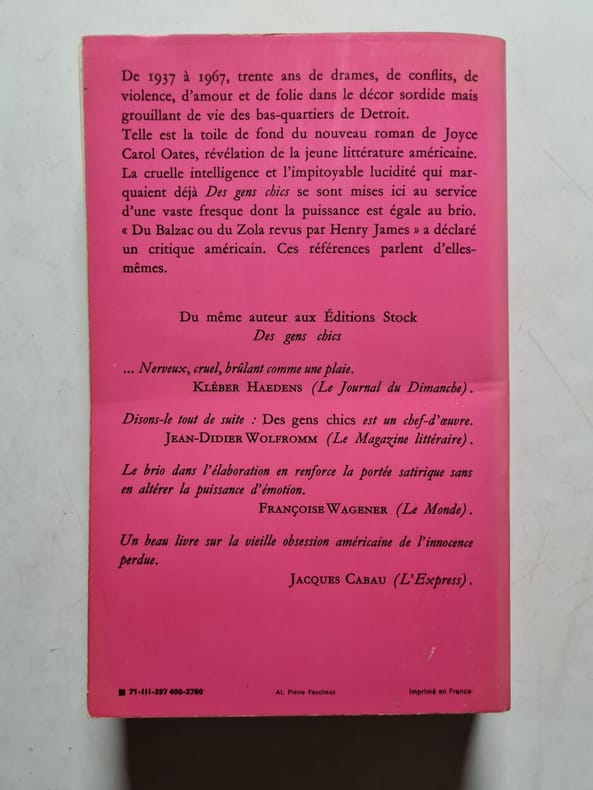 De 1937 à 1967, trente ans de drames, de conflits, de
violence, d'amour et de folie dans le décor sordide mais
grouillant de vie des bas-quartiers de Detroit.
Telle est la toile de fond du nouveau roman de Joyce
Carol Oates, révélation de la jeune littérature américaine.
La cruelle intelligence et l'impitoyable lucidité qui mar-
quaient déjà Des gens chics se sont mises ici au service
d'une vaste fresque dont la puissance est égale au brio.
« Du Balzac ou du Zola revus par Henry James » a déclaré
un critique américain. Ces références parlent d'elles-
mêmes.
Du même auteur aux Éditions Stock
Des gens chics
... Nerveux, cruel, brûlant comme une plaie.
KLÉBER HAEDENS (Le Journal du Dimanche).
Disons-le tout de suite : Des gens chics est un chef-d'œuvre.
JEAN-DIDIER WOLFROMM (Le Magazine littéraire).
Le brio dans l'élaboration en renforce la portée satirique sans
en altérer la puissance d'émotion.
FRANÇOISE WAGENER (Le Monde).
Un beau livre sur la vieille obsession américaine de l'innocence
perdue.
JACQUES CABAU (L'Express).
■ 71-III-297 400-2780 At. Pierre Faucheux Imprimé en France